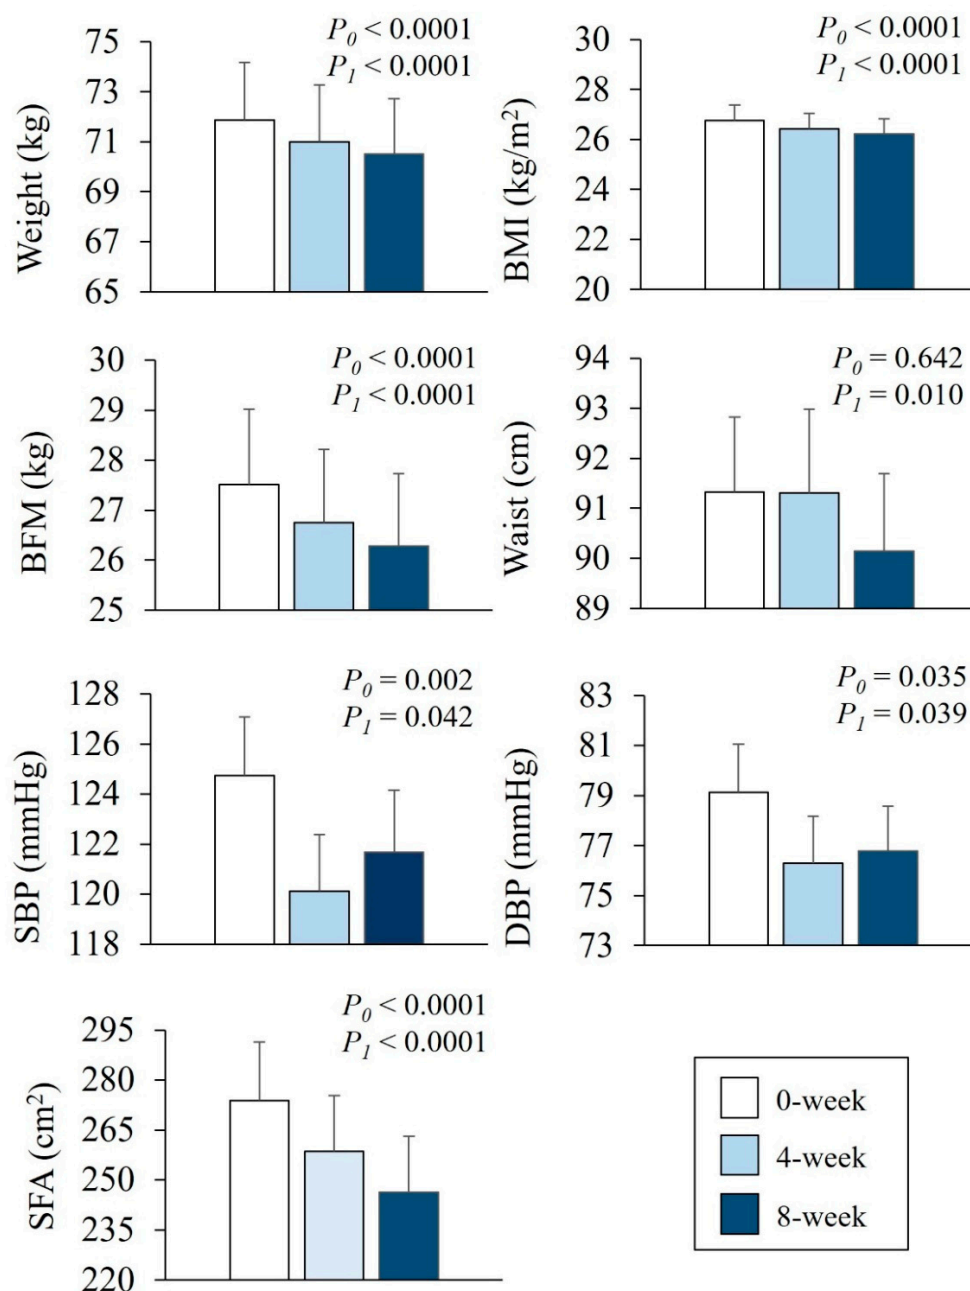 P₀ < 0.0001
P₁ < 0.0001
Weight (kg)
75
73
71
69
67
65
P₀ < 0.0001
P₁ < 0.0001
BMI (kg/m²)
30
28
26
24
22
20
P₀ < 0.0001
P₁ < 0.0001
BFM (kg)
30
29
28
27
26
25
P₀ = 0.642
P₁ = 0.010
Waist (cm)
94
93
92
91
90
89
P₀ = 0.002
P₁ = 0.042
SBP (mmHg)
128
126
124
122
120
118
P₀ = 0.035
P₁ = 0.039
DBP (mmHg)
83
81
79
77
75
73
P₀ < 0.0001
P₁ < 0.0001
SFA (cm²)
295
280
265
250
235
220
0-week
4-week
8-week